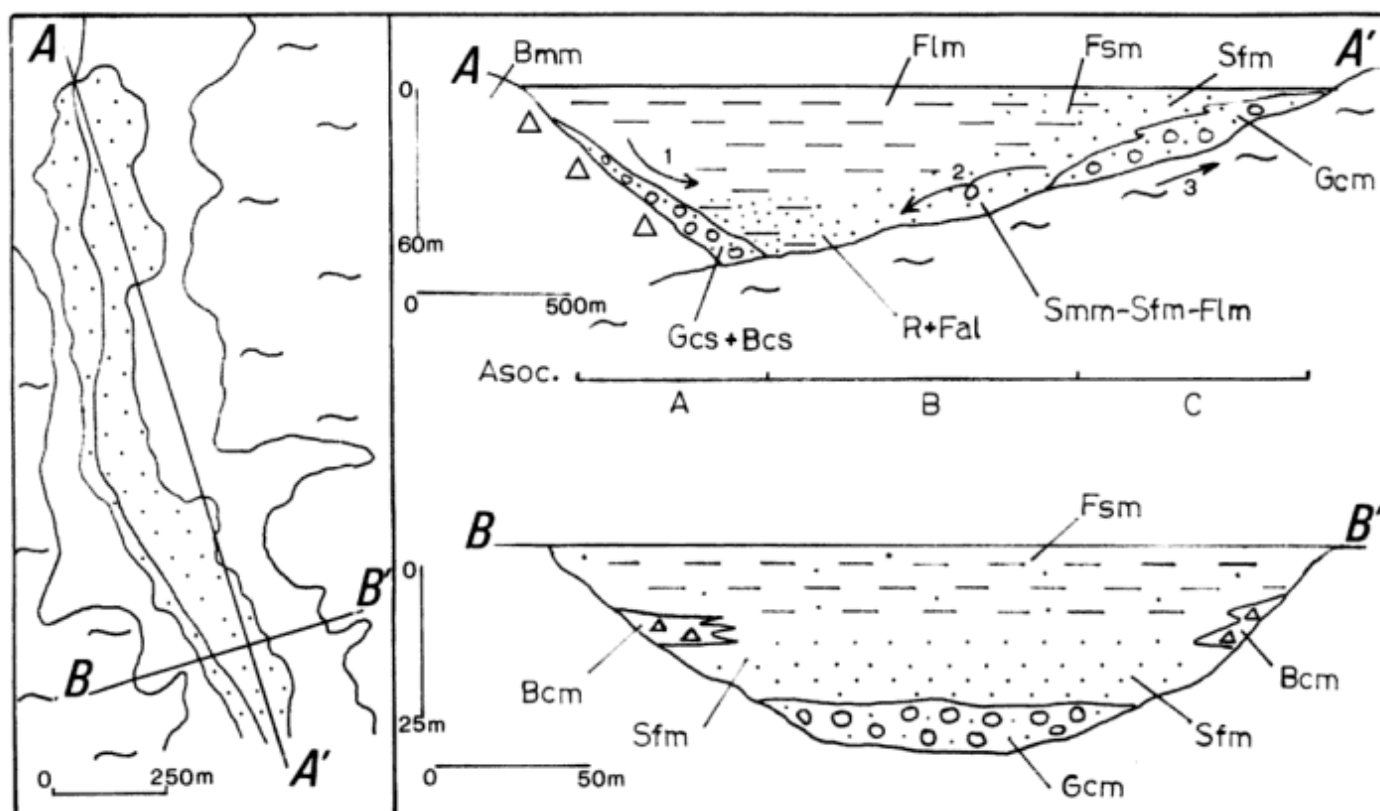 A
B'
B
A'
0 250m
A
Bmm
Flm
Fsm
Sfm
A'
0
1
2
3
Gcm
60m
0 500m
Gcs+Bcs
R+Fal
Smm-Sfm-Flm
Asoc.
A
B
C
B
Fsm
B'
0
Bcm
Bcm
Sfm
Sfm
25m
0 50m
Gcm